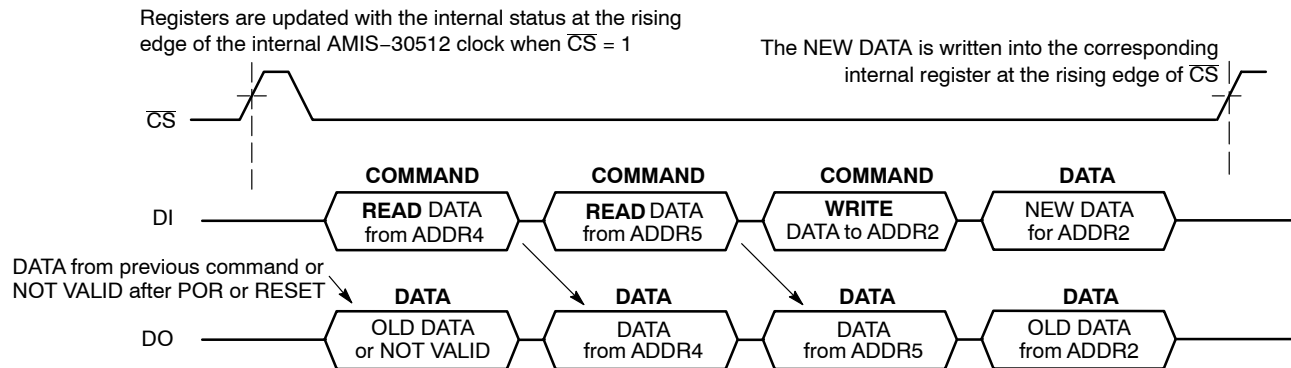 Registers are updated with the internal status at the rising
edge of the internal AMIS−30512 clock when C̅S̅ = 1
The NEW DATA is written into the corresponding
internal register at the rising edge of C̅S̅
C̅S̅
COMMAND COMMAND COMMAND DATA
DI
READ DATA
from ADDR4
READ DATA
from ADDR5
WRITE
DATA to ADDR2
NEW DATA
for ADDR2
DATA from previous command or
NOT VALID after POR or RESET
DATA DATA DATA DATA
DO
OLD DATA
or NOT VALID
DATA
from ADDR4
DATA
from ADDR5
OLD DATA
from ADDR2